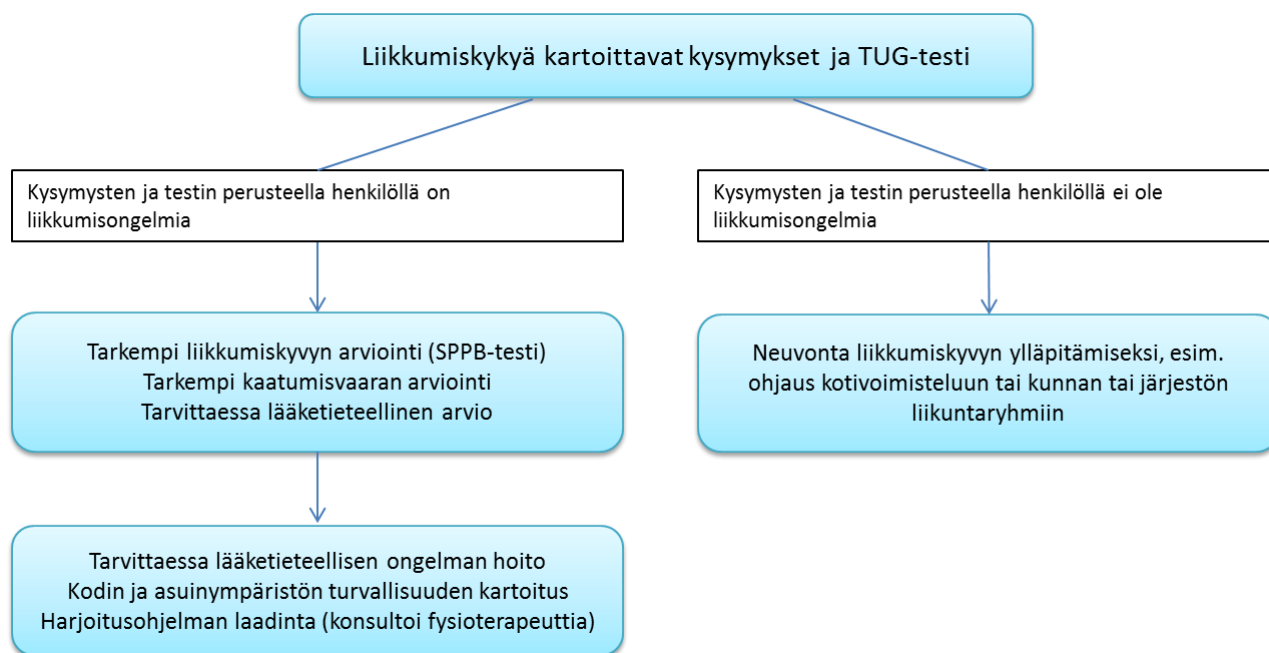 Liikkumiskykyä kartoittavat kysymykset ja TUG-testi
Kysymysten ja testin perusteella henkilöllä on
liikkumisongelmia
Kysymysten ja testin perusteella henkilöllä ei ole
liikkumisongelmia
Tarkempi liikkumiskyvyn arviointi (SPPB-testi)
Tarkempi kaatumisvaaran arviointi
Tarvittaessa lääketieteellinen arvio
Neuvonta liikkumiskyvyn ylläpitämiseksi, esim.
ohjaus kotivoimisteluun tai kunnan tai järjestön
liikuntaryhmiin
Tarvittaessa lääketieteellisen ongelman hoito
Kodin ja asuinympäristön turvallisuuden kartoitus
Harjoitusohjelman laadinta (konsultoi fysioterapeuttia)